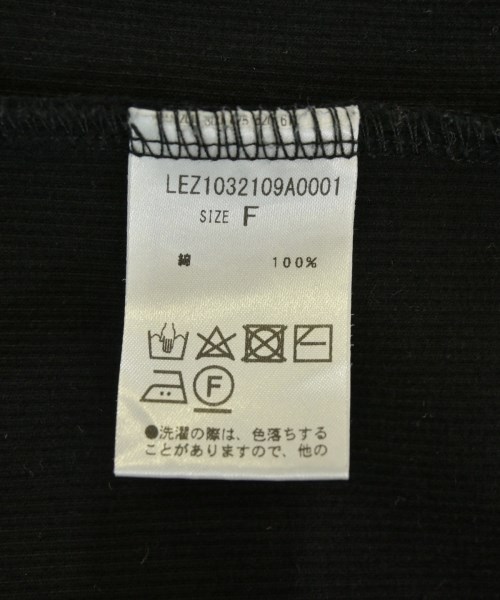 LEZ1032109A0001
SIZE F
綿 100%
F
●洗濯の際は、色落ちする
ことがありますので、他の